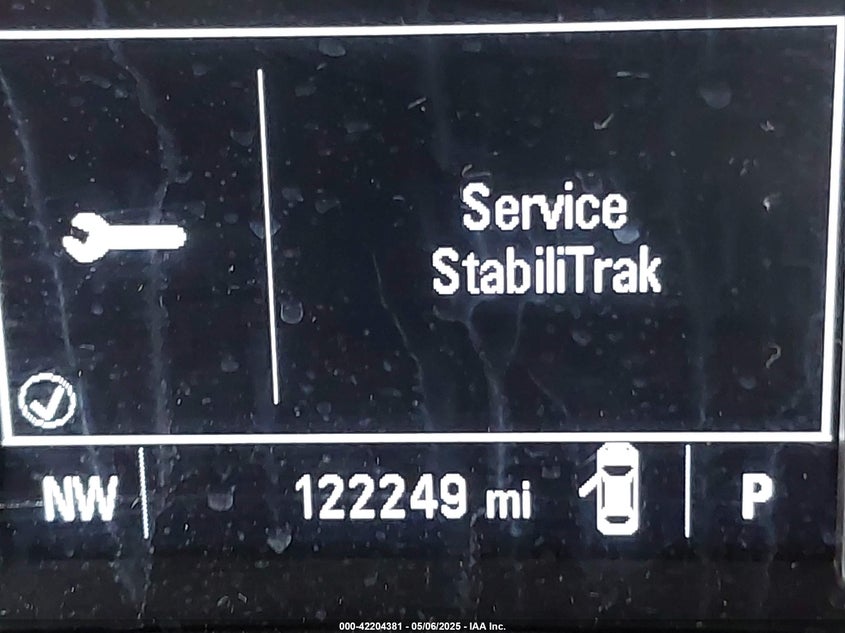 Service
StabiliTrak
NW 122249 mi P
000-42204381 - 05/06/2025 - IAA Inc.